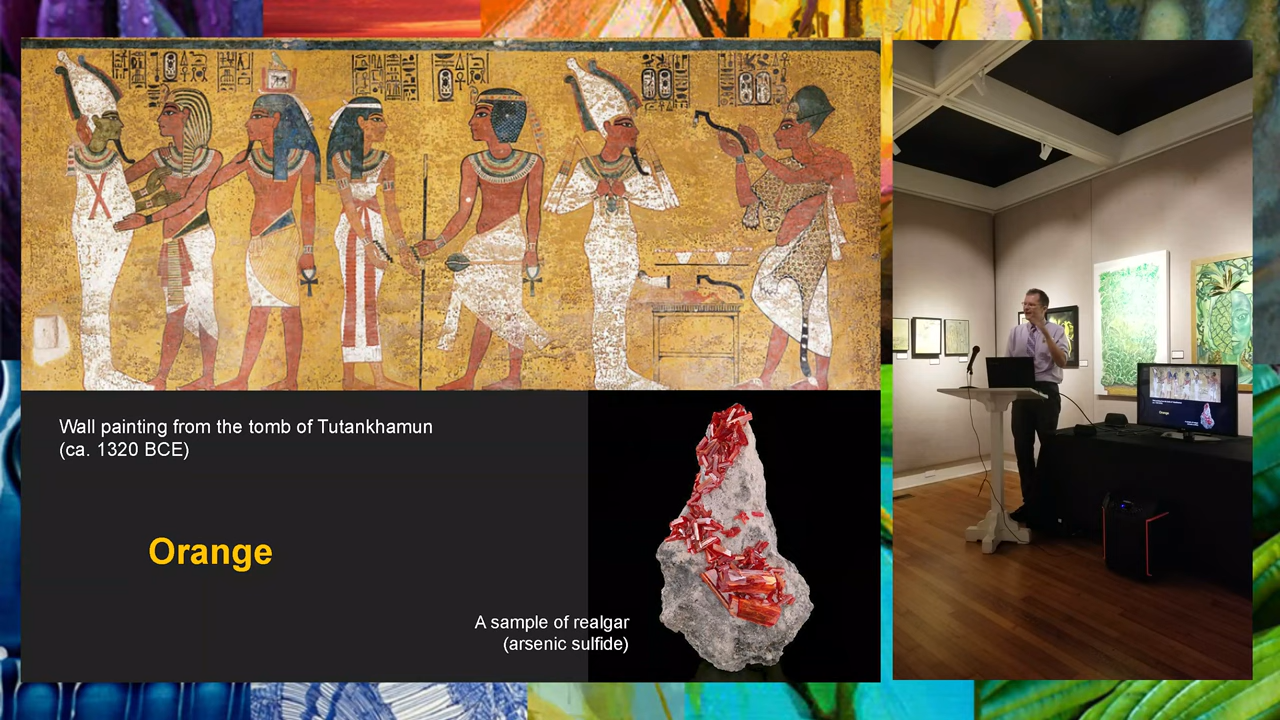 Wall painting from the tomb of Tutankhamun
(ca. 1320 BCE)
Orange
A sample of realgar
(arsenic sulfide)